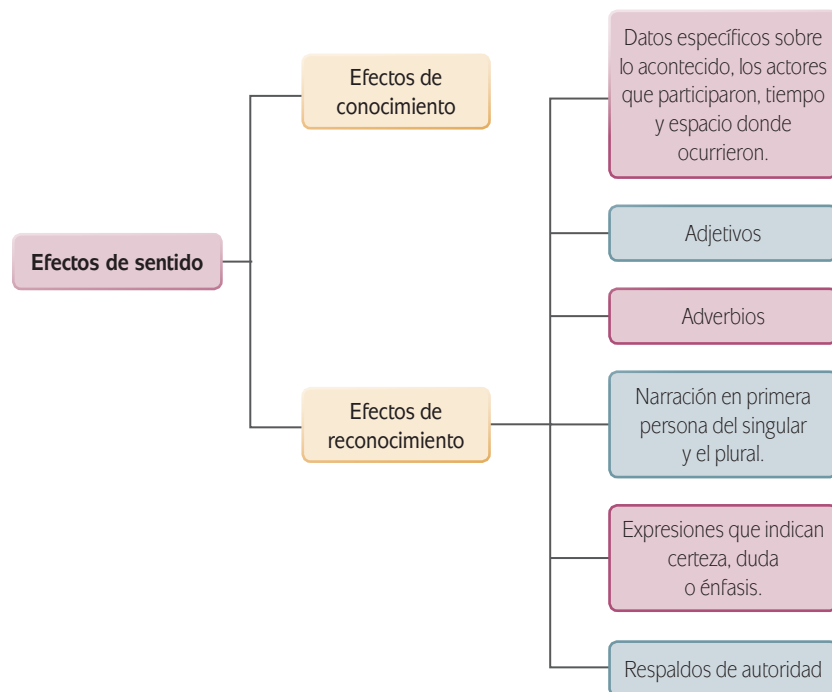 Efectos de sentido
Efectos de
conocimiento
Efectos de
reconocimiento
Datos específicos sobre
lo acontecido, los actores
que participaron, tiempo
y espacio donde
ocurrieron.
Adjetivos
Adverbios
Narración en primera
persona del singular
y el plural.
Expresiones que indican
certeza, duda
o énfasis.
Respaldos de autoridad